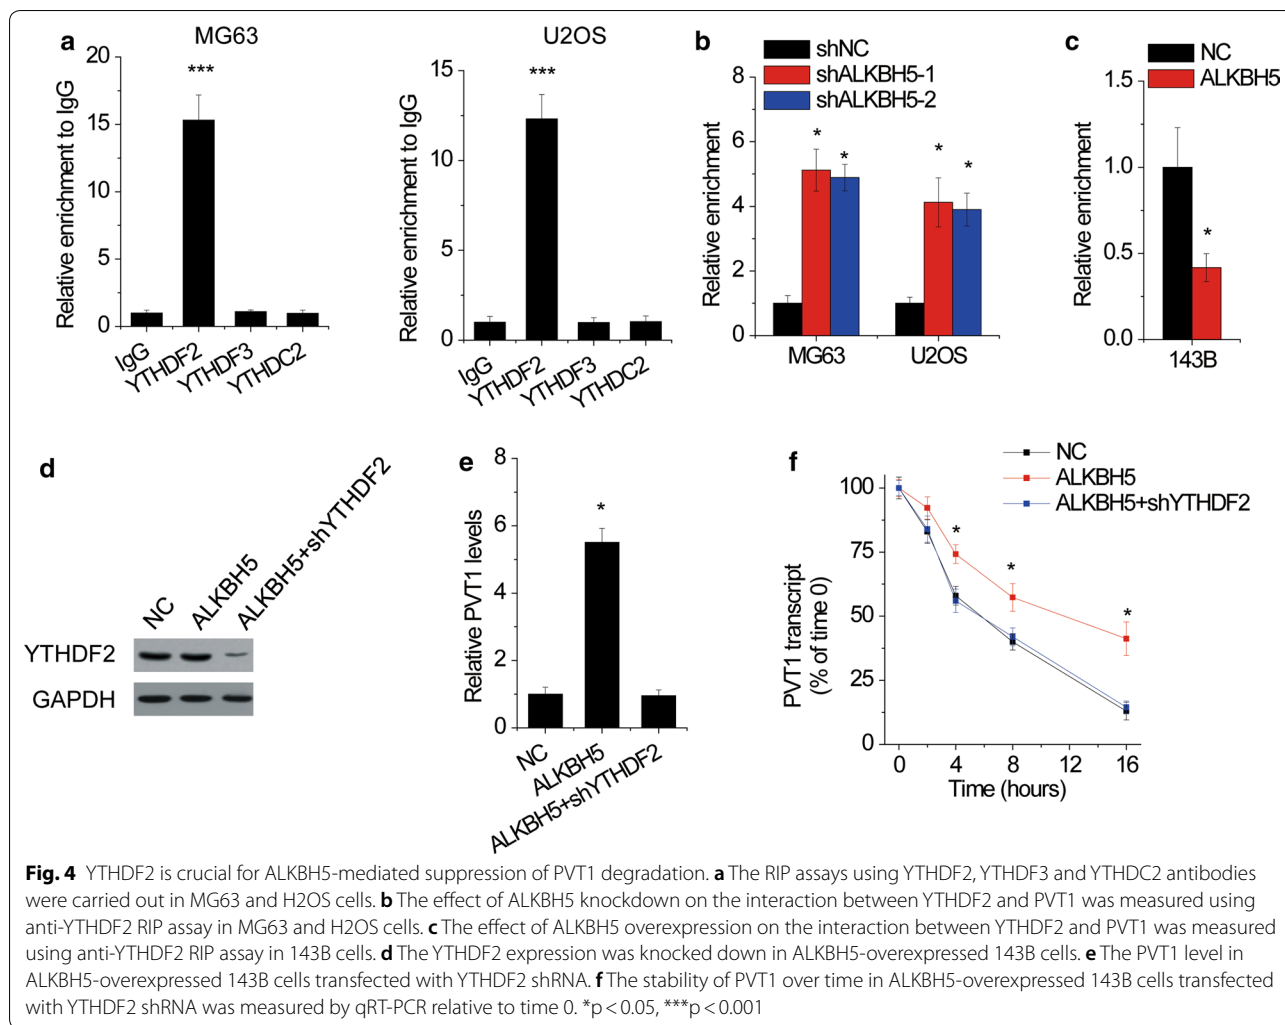 a
MG63
Relative enrichment to IgG
20
15
10
5
0
***
IgG
YTHDF2
YTHDF3
YTHDC2
U2OS
Relative enrichment to IgG
15
10
5
0
***
IgG
YTHDF2
YTHDF3
YTHDC2
b
shNC
shALKBH5-1
shALKBH5-2
Relative enrichment
8
6
4
2
0
* * * *
MG63
U2OS
c
NC
ALKBH5
Relative enrichment
1.5
1.0
0.5
0.0
*
143B
d
NC
ALKBH5
ALKBH5+shYTHDF2
YTHDF2
GAPDH
e
Relative PVT1 levels
8
6
4
2
0
*
NC
ALKBH5
ALKBH5+shYTHDF2
f
NC
ALKBH5
ALKBH5+shYTHDF2
PVT1 transcript
(% of time 0)
100
75
50
25
0
* * *
0 4 8 12 16
Time (hours)
Fig. 4 YTHDF2 is crucial for ALKBH5-mediated suppression of PVT1 degradation. a The RIP assays using YTHDF2, YTHDF3 and YTHDC2 antibodies
were carried out in MG63 and H2OS cells. b The effect of ALKBH5 knockdown on the interaction between YTHDF2 and PVT1 was measured using
anti-YTHDF2 RIP assay in MG63 and H2OS cells. c The effect of ALKBH5 overexpression on the interaction between YTHDF2 and PVT1 was measured
using anti-YTHDF2 RIP assay in 143B cells. d The YTHDF2 expression was knocked down in ALKBH5-overexpressed 143B cells. e The PVT1 level in
ALKBH5-overexpressed 143B cells transfected with YTHDF2 shRNA. f The stability of PVT1 over time in ALKBH5-overexpressed 143B cells transfected
with YTHDF2 shRNA was measured by qRT-PCR relative to time 0. *p < 0.05, ***p < 0.001